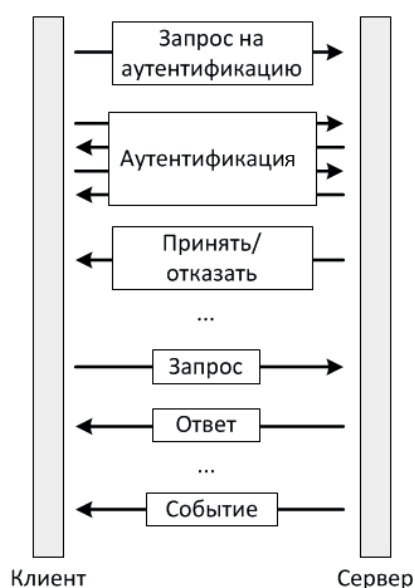 Запрос на
аутентификацию
Аутентификация
Принять/
отказать
...
Запрос
Ответ
...
Событие
Клиент
Сервер